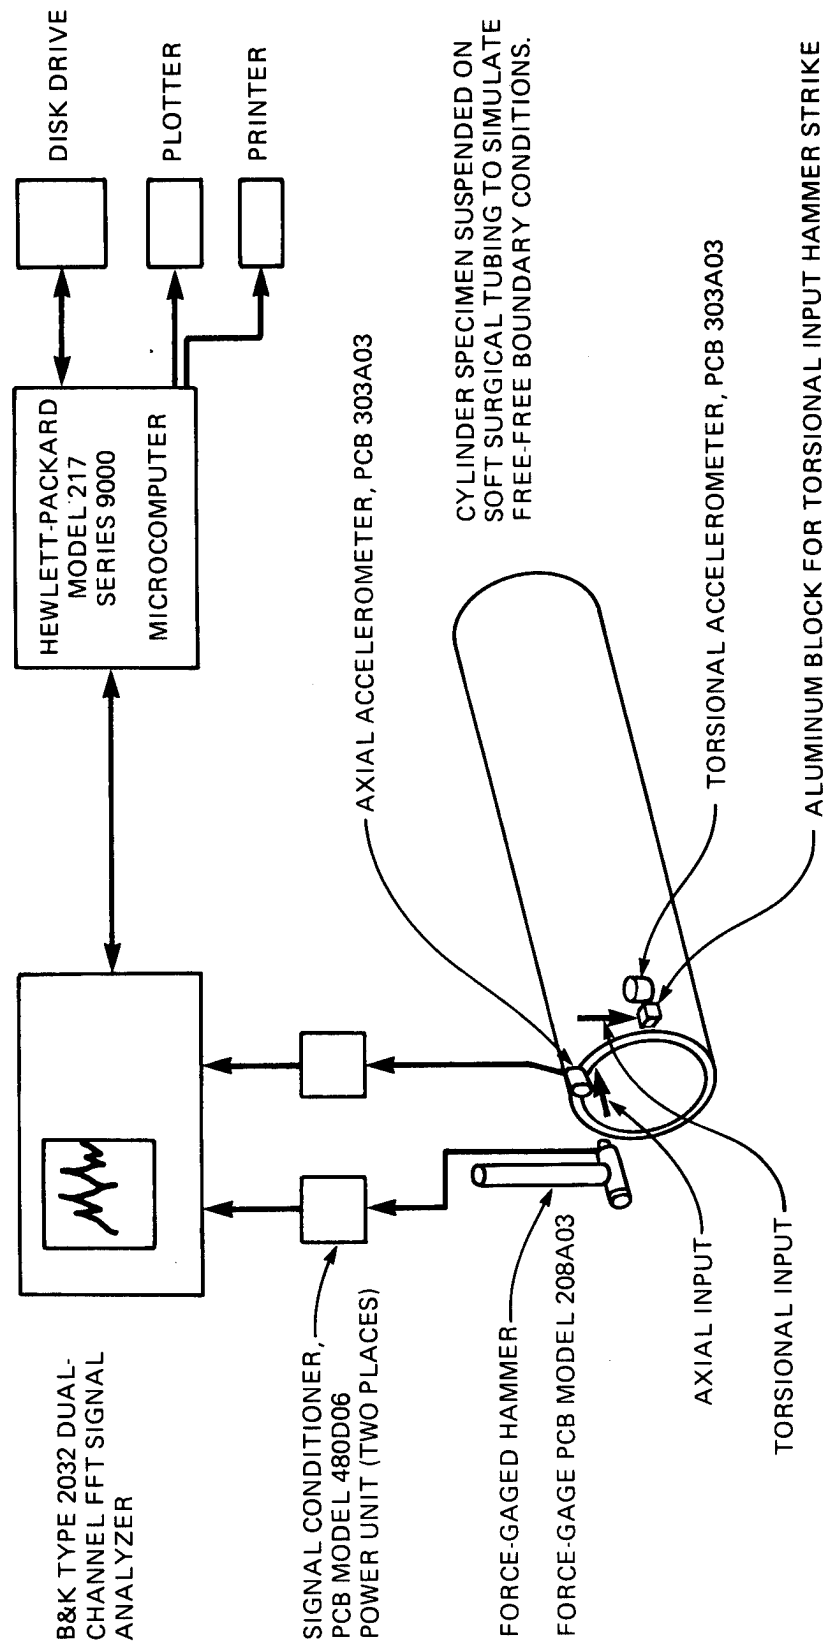 B&K TYPE 2032 DUAL-
CHANNEL FFT SIGNAL
ANALYZER
HEWLETT-PACKARD
MODEL 217
SERIES 9000
MICROCOMPUTER
DISK DRIVE
PLOTTER
PRINTER
SIGNAL CONDITIONER,
PCB MODEL 480D06
POWER UNIT (TWO PLACES)
AXIAL ACCELEROMETER, PCB 303A03
CYLINDER SPECIMEN SUSPENDED ON
SOFT SURGICAL TUBING TO SIMULATE
FREE-FREE BOUNDARY CONDITIONS.
FORCE-GAGED HAMMER
FORCE-GAGE PCB MODEL 208A03
AXIAL INPUT
TORSIONAL INPUT
TORSIONAL ACCELEROMETER, PCB 303A03
ALUMINUM BLOCK FOR TORSIONAL INPUT HAMMER STRIKE